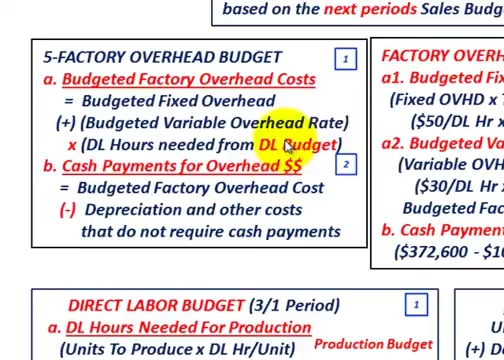 based on the next periods Sales Budg
5-FACTORY OVERHEAD BUDGET
1
a. Budgeted Factory Overhead Costs
= Budgeted Fixed Overhead
(+) (Budgeted Variable Overhead Rate)
x (DL Hours needed from DL Budget)
b. Cash Payments for Overhead $$
2
= Budgeted Factory Overhead Cost
(-) Depreciation and other costs
that do not require cash payments
FACTORY OVERH
a1. Budgeted Fi
(Fixed OVHD x
($50/DL Hr x
a2. Budgeted Va
(Variable OVH
($30/DL Hr x
Budgeted Fac
b. Cash Payment
($372,600 - $1
DIRECT LABOR BUDGET (3/1 Period)
1
a. DL Hours Needed For Production
Production Budget
(Units To Produce x DL Hr/Unit)
U
(+) D